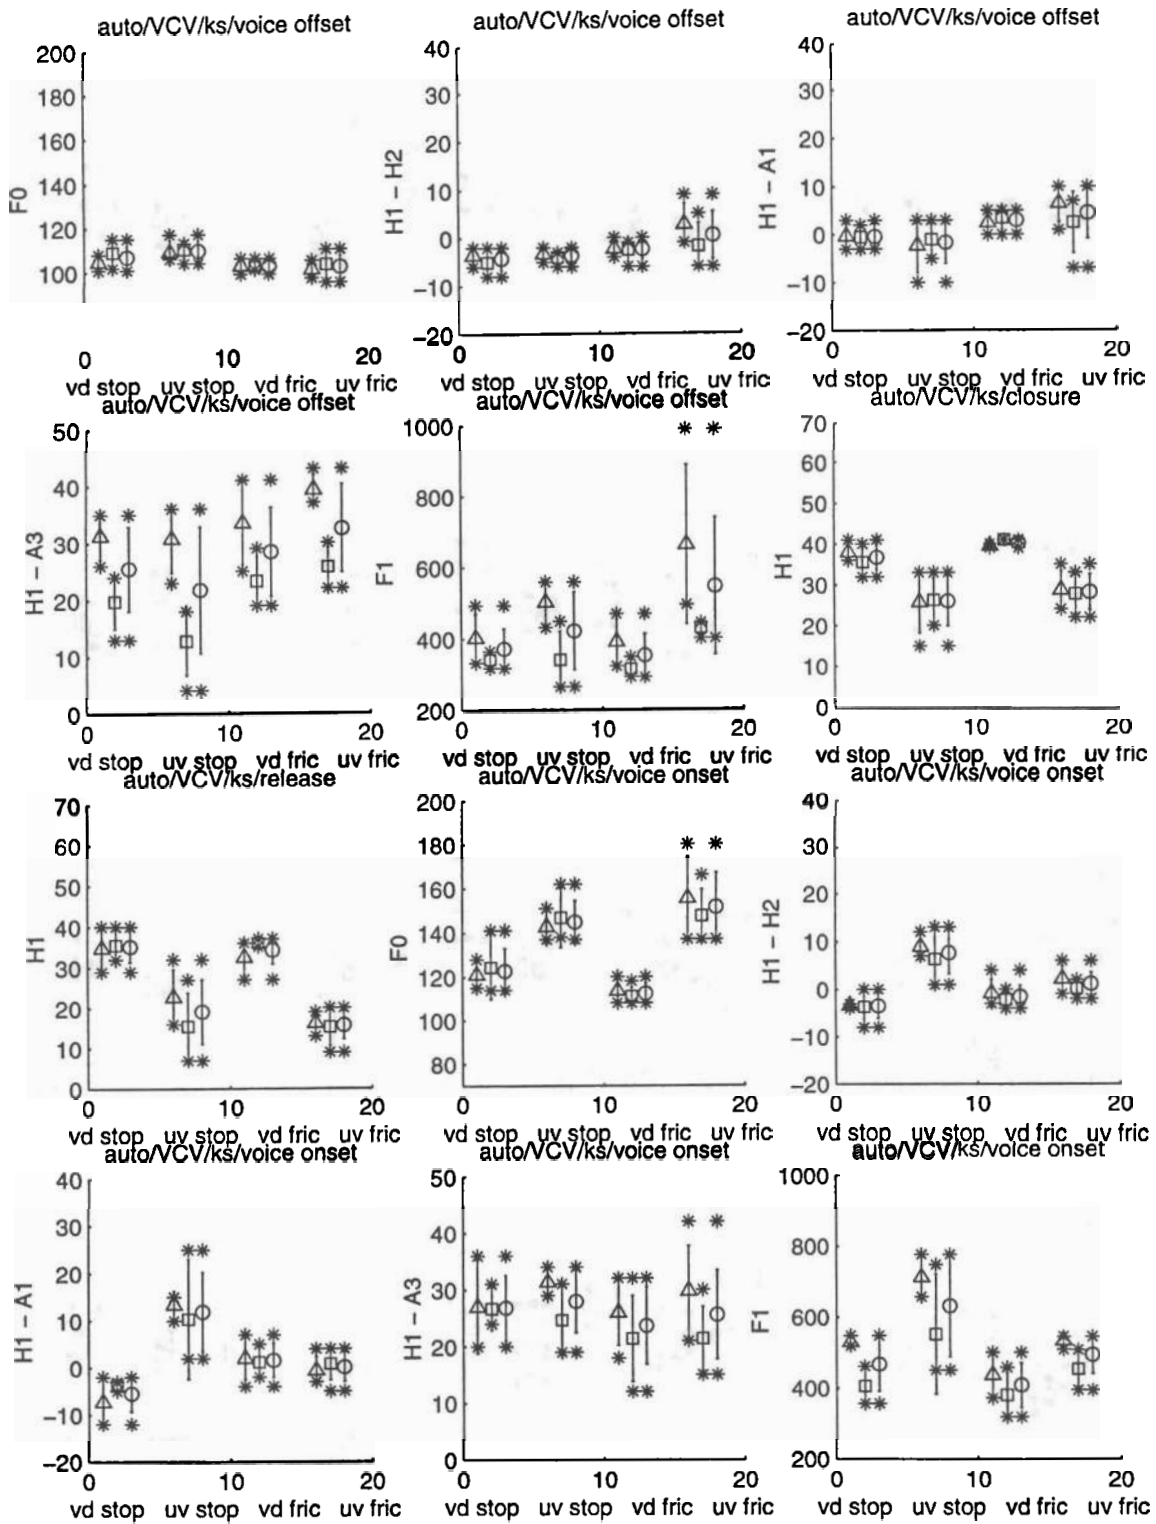 auto/VCV/ks/voice offset
200
180
160
140
120
100
F0
0 10 20
vd stop uv stop vd fric uv fric
auto/VCV/ks/voice offset
40
30
20
10
0
−10
−20
H1 − H2
0 10 20
vd stop uv stop vd fric uv fric
auto/VCV/ks/voice offset
40
30
20
10
0
−10
−20
H1 − A1
0 10 20
vd stop uv stop vd fric uv fric
auto/VCV/ks/voice offset
50
40
30
20
10
0
H1 − A3
0 10 20
vd stop uv stop vd fric uv fric
auto/VCV/ks/voice offset
1000
800
600
400
200
F1
0 10 20
vd stop uv stop vd fric uv fric
auto/VCV/ks/closure
70
60
50
40
30
20
10
0
H1
0 10 20
vd stop uv stop vd fric uv fric
auto/VCV/ks/release
70
60
50
40
30
20
10
0
H1
0 10 20
vd stop uv stop vd fric uv fric
auto/VCV/ks/voice onset
200
180
160
140
120
100
80
F0
0 10 20
vd stop uv stop vd fric uv fric
auto/VCV/ks/voice onset
40
30
20
10
0
−10
−20
H1 − H2
0 10 20
vd stop uv stop vd fric uv fric
auto/VCV/ks/voice onset
40
30
20
10
0
−10
−20
H1 − A1
0 10 20
vd stop uv stop vd fric uv fric
auto/VCV/ks/voice onset
50
40
30
20
10
0
H1 − A3
0 10 20
vd stop uv stop vd fric uv fric
auto/VCV/ks/voice onset
1000
800
600
400
200
F1
0 10 20
vd stop uv stop vd fric uv fric